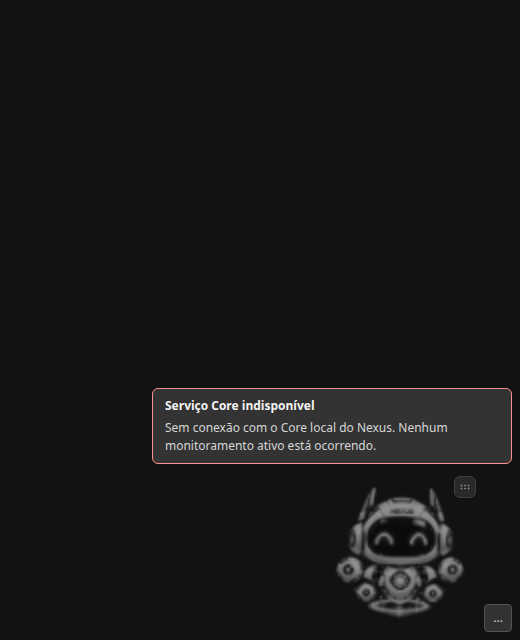 Serviço Core indisponível
Sem conexão com o Core local do Nexus. Nenhum
monitoramento ativo está ocorrendo.
...